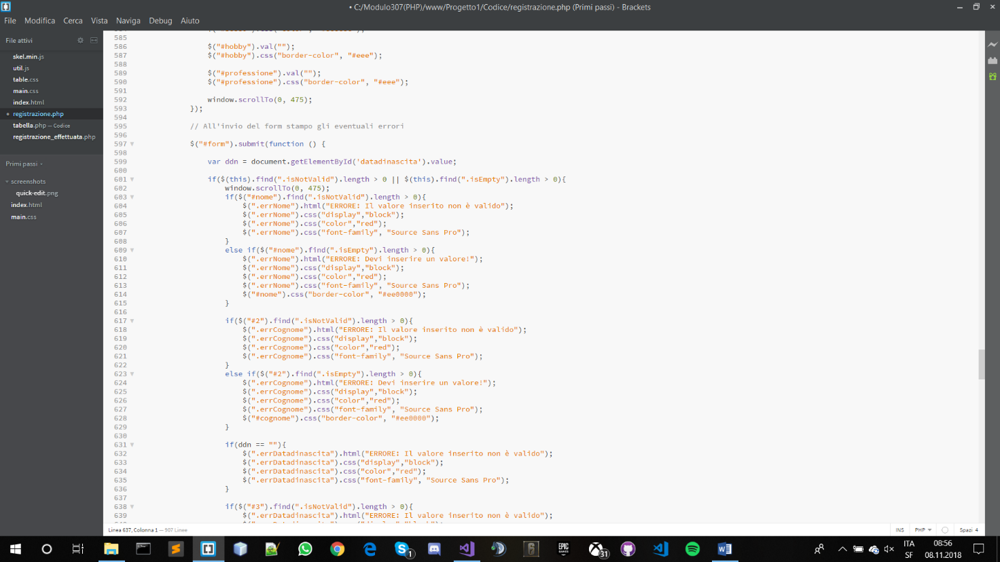 • C:/Modulo307(PHP)/www/Progetto1/Codice/registrazione.php (Primi passi) - Brackets
File Modifica Cerca Vista Naviga Debug Aiuto
File attivi
skel.min.js
util.js
table.css
main.css
index.html
registrazione.php
tabella.php — Codice
registrazione_effettuata.php
Primi passi
screenshots
quick-edit.png
index.html
main.css
585
586 $("#hobby").val("");
587 $("#hobby").css("border-color", "#eee");
588
589 $("#professione").val("");
590 $("#professione").css("border-color", "#eee");
591
592 window.scrollTo(0, 475);
593 });
594
595 // All'invio del form stampo gli eventuali errori
596
597 $("#form").submit(function () {
598
599 var ddn = document.getElementById('datadinascita').value;
600
601 if($(this).find(".isNotValid").length > 0 || $(this).find(".isEmpty").length > 0){
602 window.scrollTo(0, 475);
603 if($("#nome").find(".isNotValid").length > 0){
604 $(".errNome").html("ERRORE: Il valore inserito non è valido");
605 $(".errNome").css("display","block");
606 $(".errNome").css("color","red");
607 $(".errNome").css("font-family", "Source Sans Pro");
608 }
609 else if($("#nome").find(".isEmpty").length > 0){
610 $(".errNome").html("ERRORE: Devi inserire un valore!");
611 $(".errNome").css("display","block");
612 $(".errNome").css("color","red");
613 $(".errNome").css("font-family", "Source Sans Pro");
614 $("#nome").css("border-color", "#ee0000");
615 }
616
617 if($("#2").find(".isNotValid").length > 0){
618 $(".errCognome").html("ERRORE: Il valore inserito non è valido");
619 $(".errCognome").css("display","block");
620 $(".errCognome").css("color","red");
621 $(".errCognome").css("font-family", "Source Sans Pro");
622 }
623 else if($("#2").find(".isEmpty").length > 0){
624 $(".errCognome").html("ERRORE: Devi inserire un valore!");
625 $(".errCognome").css("display","block");
626 $(".errCognome").css("color","red");
627 $(".errCognome").css("font-family", "Source Sans Pro");
628 $("#cognome").css("border-color", "#ee0000");
629 }
630
631 if(ddn == ""){
632 $(".errDatadinascita").html("ERRORE: Il valore inserito non è valido");
633 $(".errDatadinascita").css("display","block");
634 $(".errDatadinascita").css("color","red");
635 $(".errDatadinascita").css("font-family", "Source Sans Pro");
636 }
637
638 if($("#3").find(".isNotValid").length > 0){
639 $(".errDatadinascita").html("ERRORE: Il valore inserito non è valido");
Linea 637, Colonna 1 — 907 Linee
INS PHP Spazi 4
EPIC GAMES
1
31
ITA
SF
08:56
08.11.2018